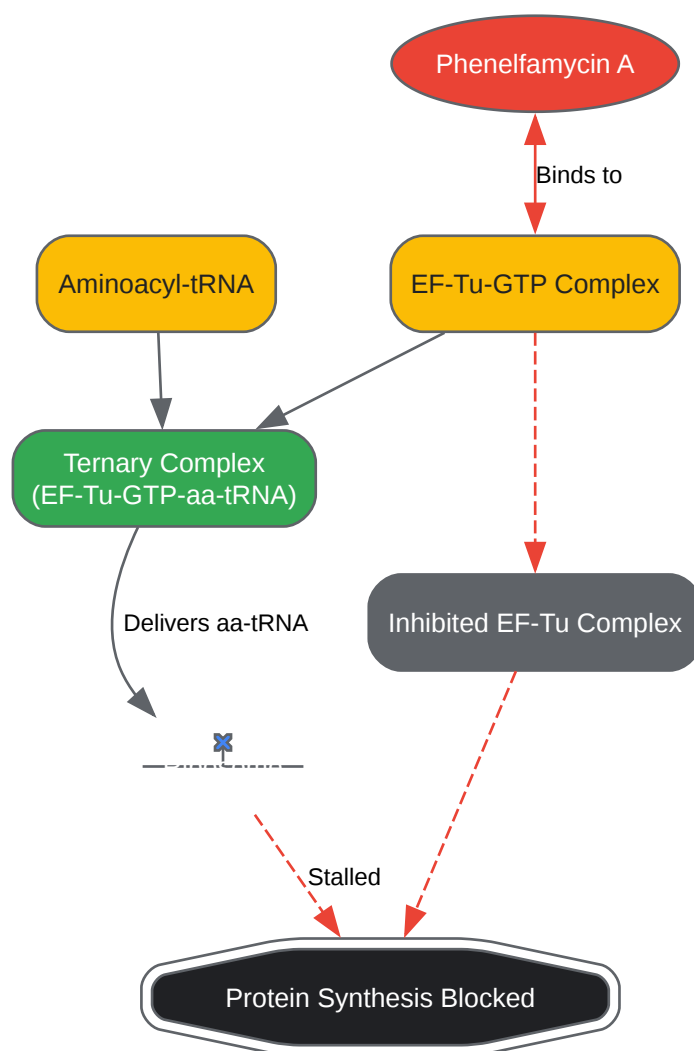 Phenelfamycin A
Binds to
Aminoacyl-tRNA
EF-Tu-GTP Complex
Ternary Complex
(EF-Tu-GTP-aa-tRNA)
Delivers aa-tRNA
Inhibited EF-Tu Complex
Stalled
Protein Synthesis Blocked